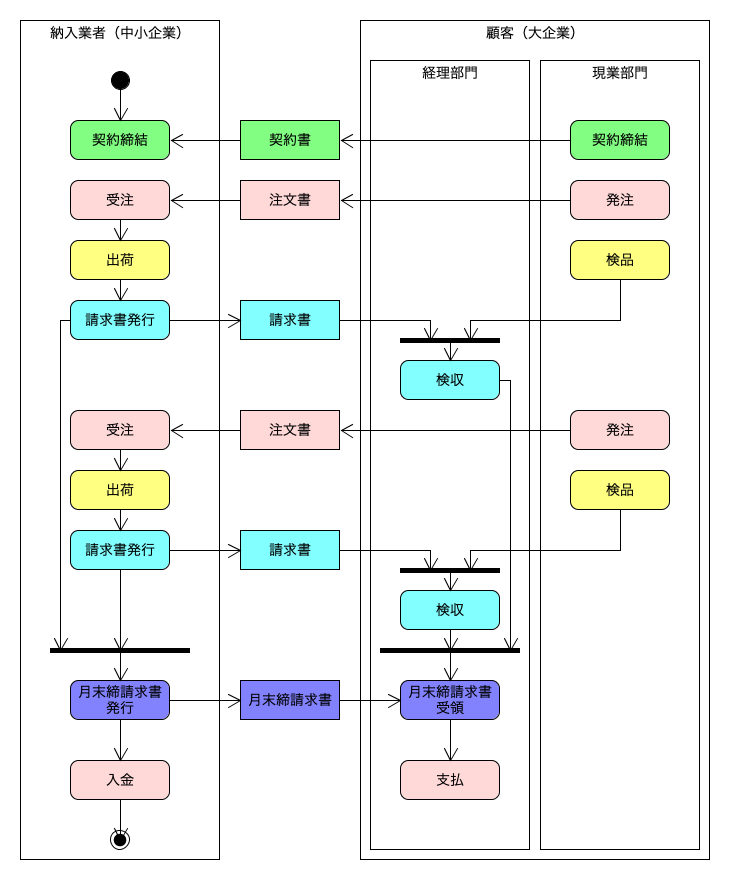 納入業者（中小企業）
顧客（大企業）
経理部門
現業部門
契約締結
契約書
契約締結
受注
注文書
発注
出荷
検品
請求書発行
請求書
検収
受注
注文書
発注
出荷
検品
請求書発行
請求書
検収
月末締請求書
発行
月末締請求書
月末締請求書
受領
入金
支払